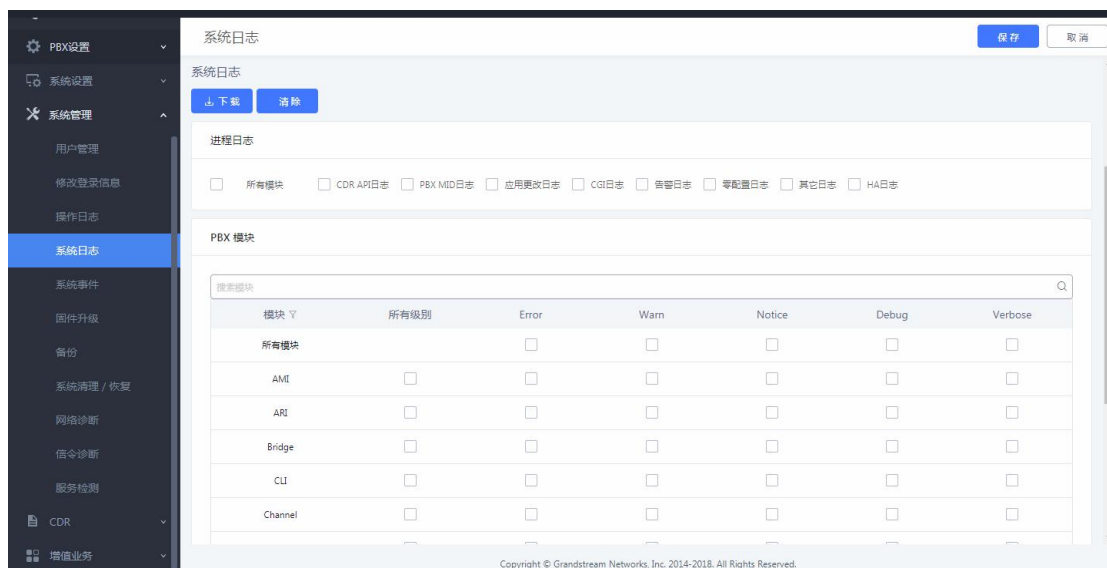 PBX设置
系统设置
系统管理
用户管理
修改登录信息
操作日志
系统日志
系统事件
固件升级
备份
系统清理 / 恢复
网络诊断
信令诊断
服务检测
CDR
增值业务
系统日志
保存 取消
系统日志
下载 清除
进程日志
所有模块 CDR API日志 PBX MID日志 应用更改日志 CGI日志 告警日志 零配置日志 其它日志 HA日志
PBX 模块
搜索模块
模块 所有级别 Error Warn Notice Debug Verbose
所有模块
AMI
ARI
Bridge
CLI
Channel
Copyright © Grandstream Networks, Inc. 2014-2018. All Rights Reserved.